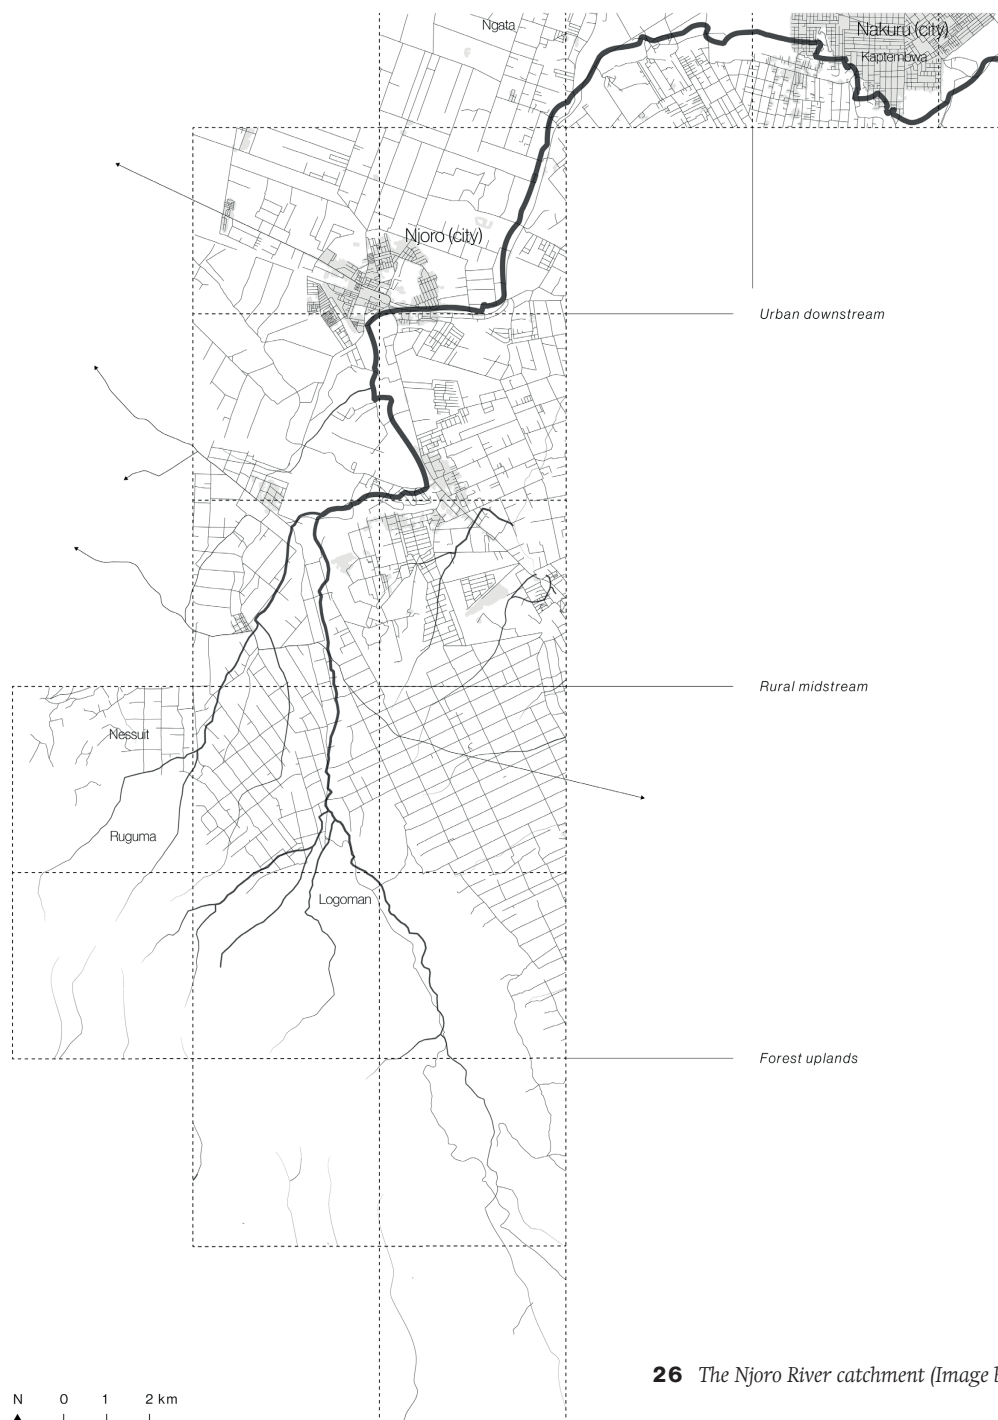 Ngata
Nakuru (city)
Kaptembwa
Njoro (city)
Urban downstream
Rural midstream
Nessuit
Ruguma
Logoman
Forest uplands
26 The Njoro River catchment (Image
N 0 1 2 km